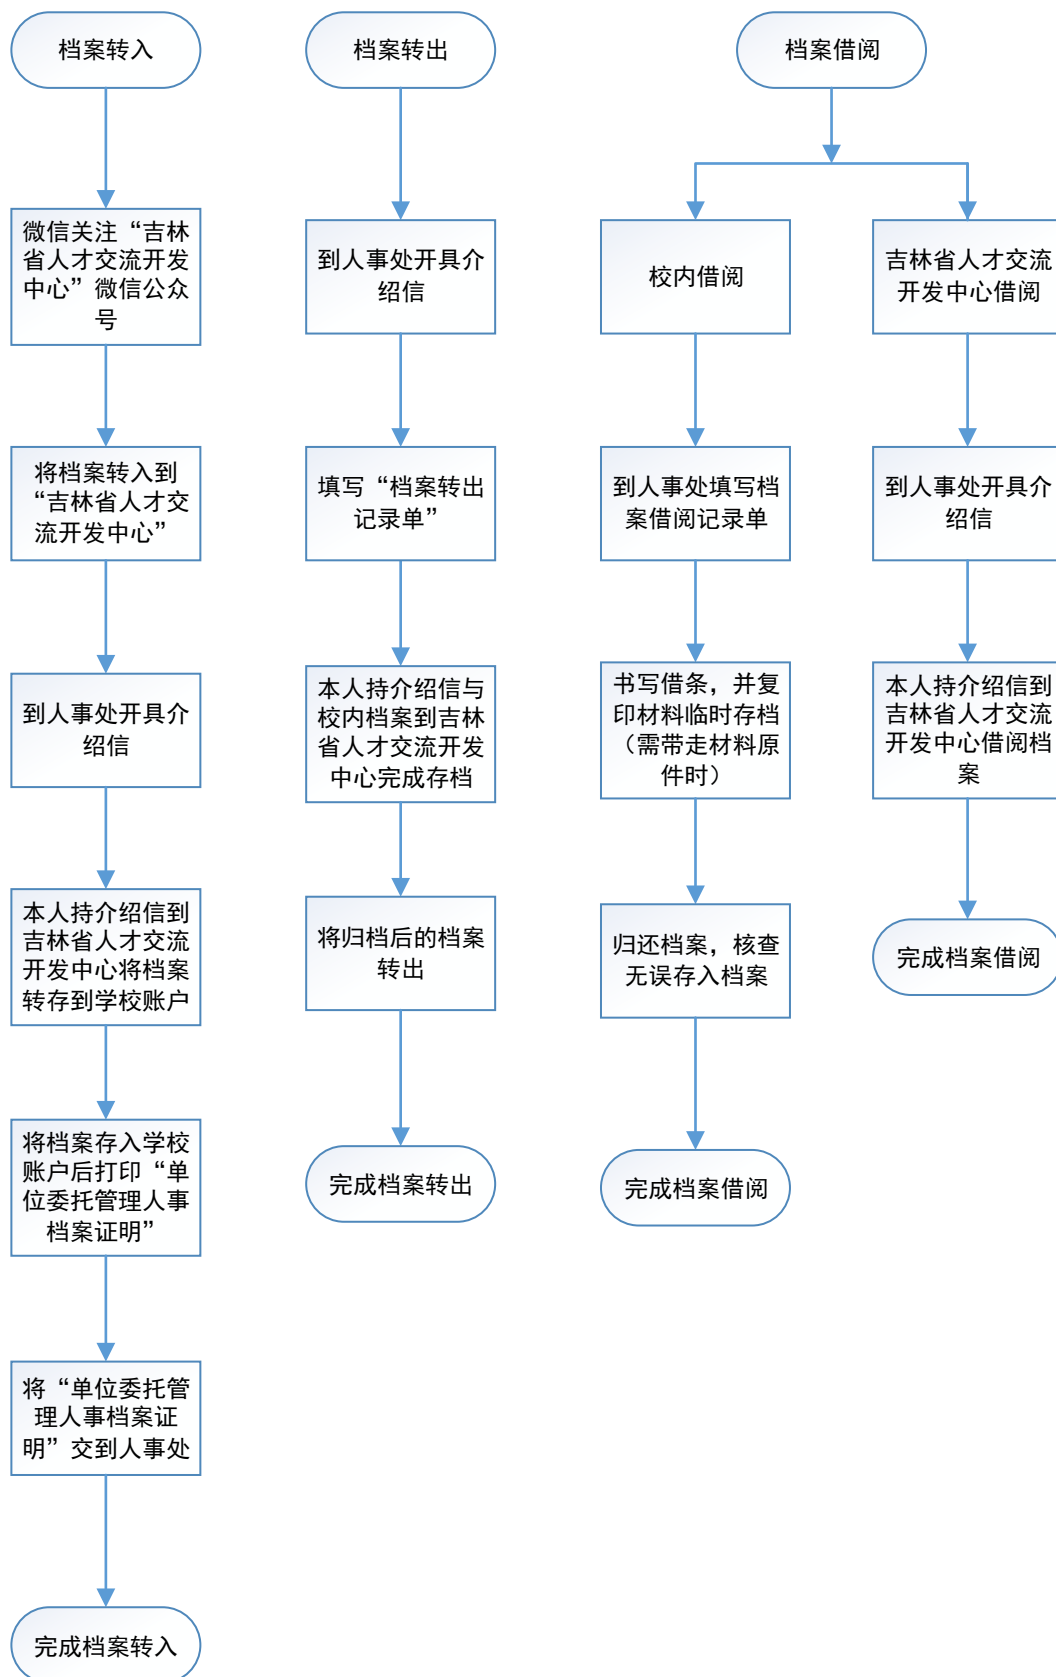 档案转入
微信关注“吉林
省人才交流开发
中心”微信公众
号
将档案转入到
“吉林省人才交
流开发中心”
到人事处开具介
绍信
本人持介绍信到
吉林省人才交流
开发中心将档案
转存到学校账户
将档案存入学校
账户后打印“单
位委托管理人事
档案证明”
将“单位委托管
理人事档案证
明”交到人事处
完成档案转入
档案转出
到人事处开具介
绍信
填写“档案转出
记录单”
本人持介绍信与
校内档案到吉林
省人才交流开发
中心完成存档
将归档后的档案
转出
完成档案转出
档案借阅
校内借阅
到人事处填写档
案借阅记录单
书写借条，并复
印材料临时存档
（需带走材料原
件时）
归还档案，核查
无误存入档案
完成档案借阅
吉林省人才交流
开发中心借阅
到人事处开具介
绍信
本人持介绍信到
吉林省人才交流
开发中心借阅档
案
完成档案借阅